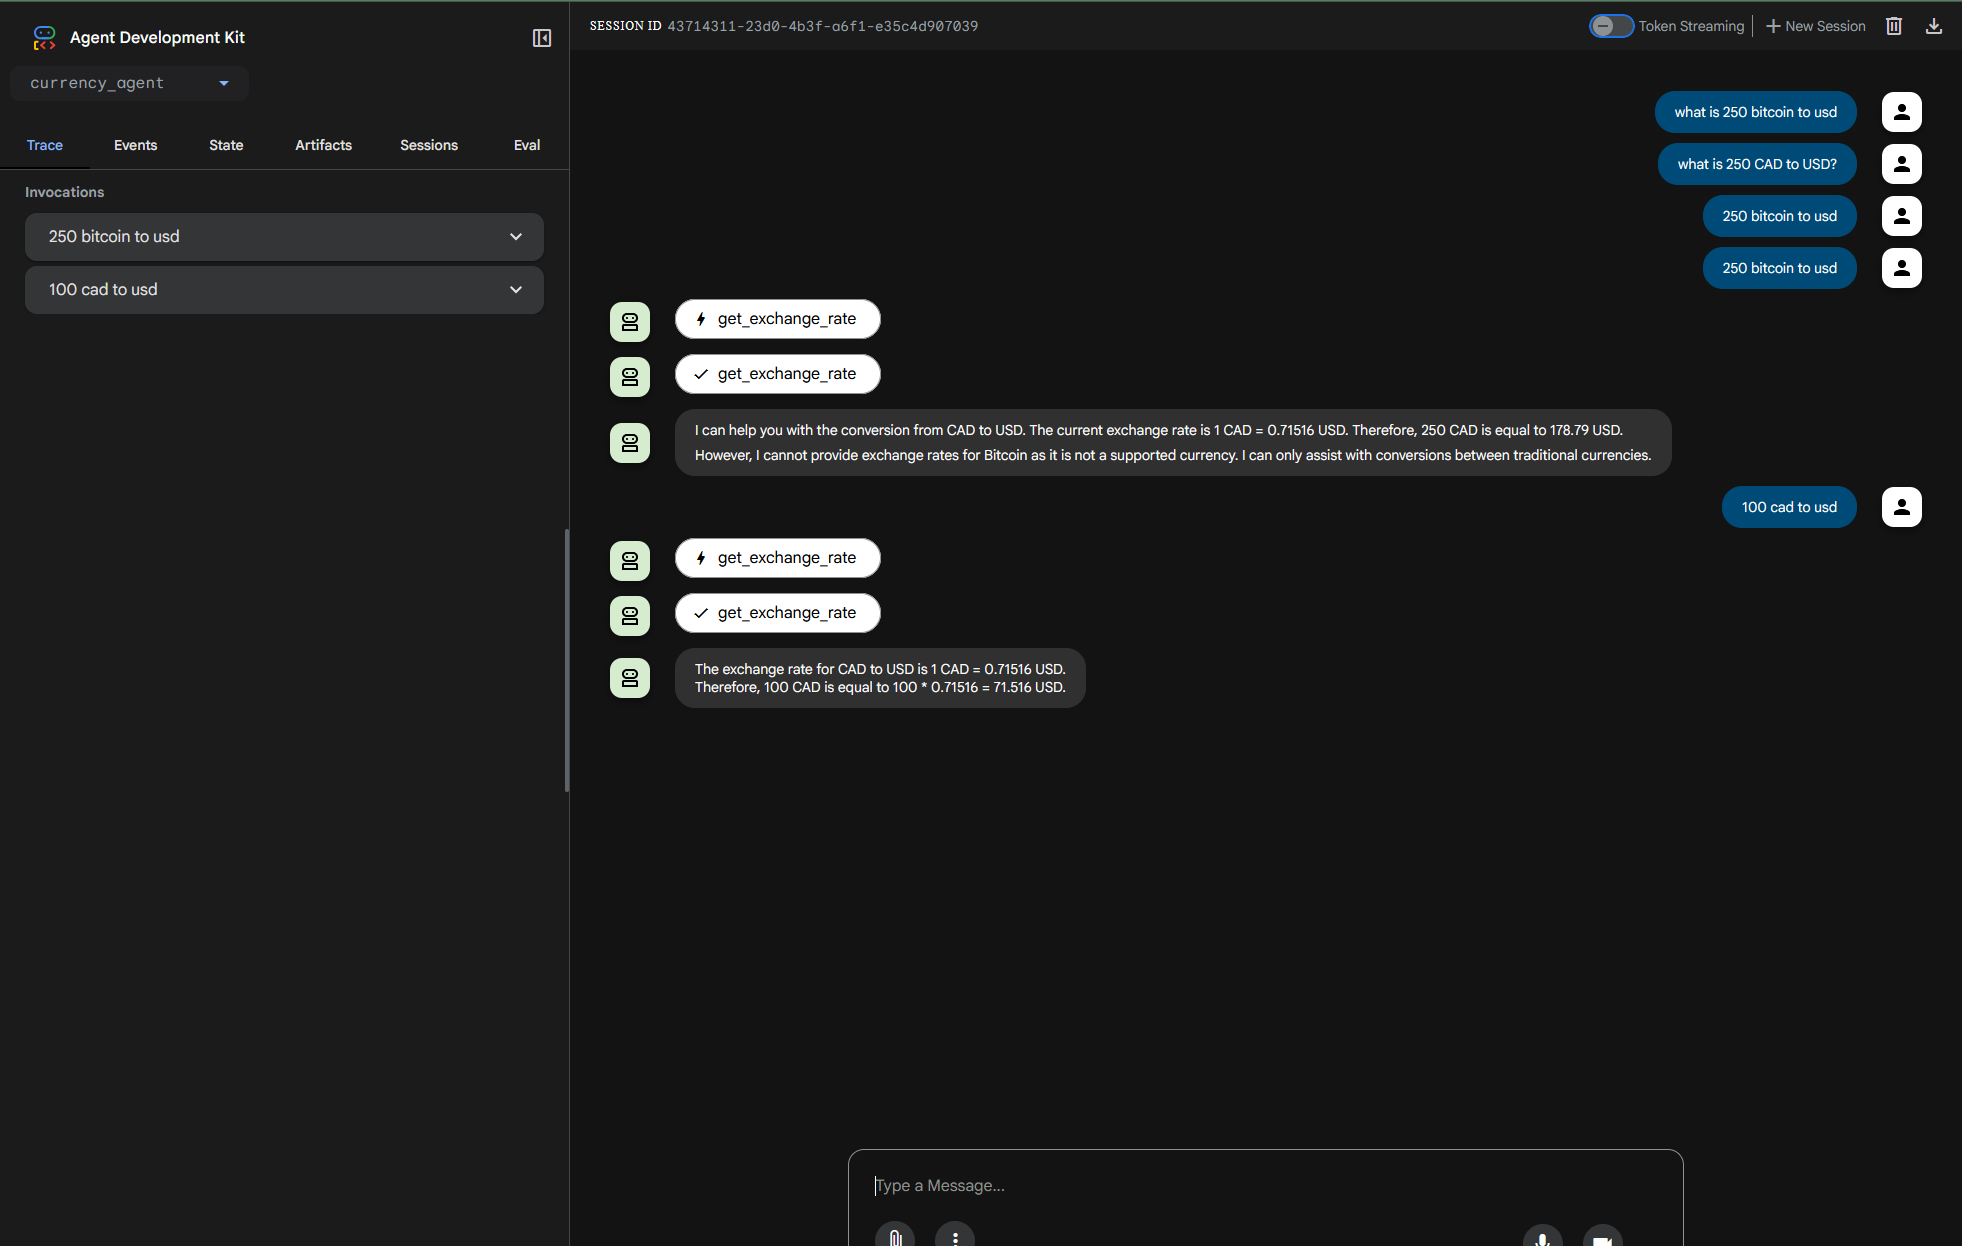 Agent Development Kit
currency_agent
Trace Events State Artifacts Sessions Eval
Invocations
250 bitcoin to usd
100 cad to usd
SESSION ID 43714311-23d0-4b3f-a6f1-e35c4d907039
Token Streaming
New Session
what is 250 bitcoin to usd
what is 250 CAD to USD?
250 bitcoin to usd
250 bitcoin to usd
get_exchange_rate
get_exchange_rate
I can help you with the conversion from CAD to USD. The current exchange rate is 1 CAD = 0.71516 USD. Therefore, 250 CAD is equal to 178.79 USD.
However, I cannot provide exchange rates for Bitcoin as it is not a supported currency. I can only assist with conversions between traditional currencies.
100 cad to usd
get_exchange_rate
get_exchange_rate
The exchange rate for CAD to USD is 1 CAD = 0.71516 USD.
Therefore, 100 CAD is equal to 100 * 0.71516 = 71.516 USD.
Type a Message...